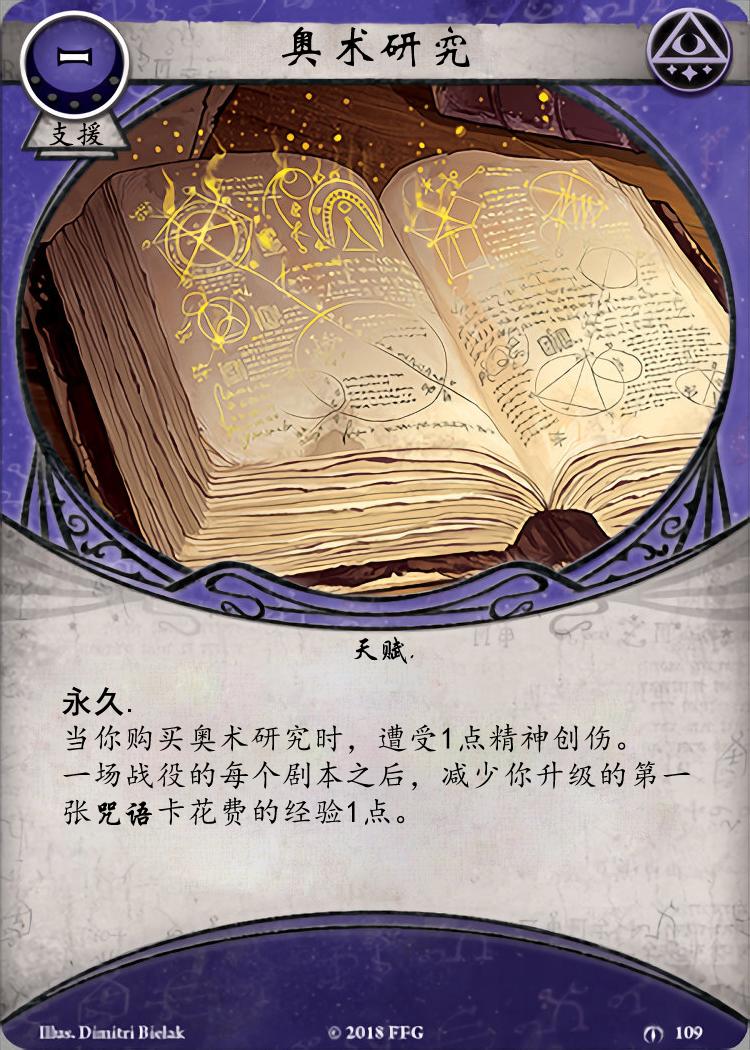 奥术研究
支援
天赋.
永久.
当你购买奥术研究时，遭受1点精神创伤。
一场战役的每个剧本之后，减少你升级的第一
张咒语卡花费的经验1点。
Illus. Dimitri Bielak
© 2018 FFG
109